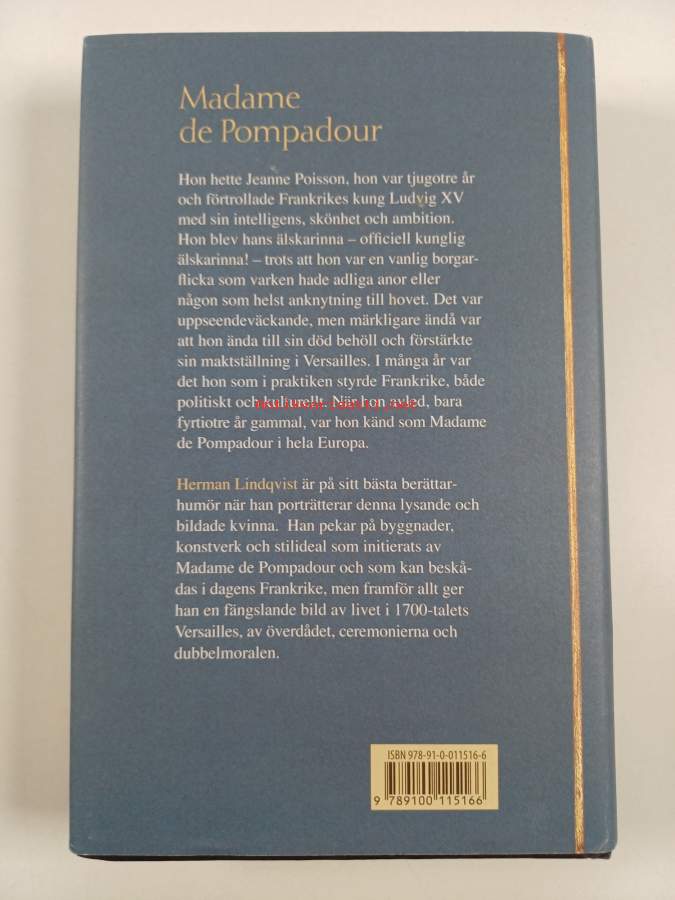 Madame
de Pompadour
Hon hette Jeanne Poisson, hon var tjugotre år
och förtrollade Frankrikes kung Ludvig XV
med sin intelligens, skönhet och ambition.
Hon blev hans älskarinna – officiell kunglig
älskarinna! – trots att hon var en vanlig borgar-
flicka som varken hade adliga anor eller
någon som helst anknytning till hovet. Det var
uppseendeväckande, men märkligare ändå var
att hon ända till sin död behöll och förstärkte
sin maktställning i Versailles. I många år var
det hon som i praktiken styrde Frankrike, både
politiskt och kulturellt. När hon avled, bara
fyrtiotre år gammal, var hon känd som Madame
de Pompadour i hela Europa.
Herman Lindqvist är på sitt bästa berättar-
humör när han porträtterar denna lysande och
bildade kvinna. Han pekar på byggnader,
konstverk och stilideal som initierats av
Madame de Pompadour och som kan beskå-
das i dagens Frankrike, men framför allt ger
han en fängslande bild av livet i 1700-talets
Versailles, av överdådet, ceremonierna och
dubbelmoralen.
ISBN 978-91-0-011516-6
9 789100 115166